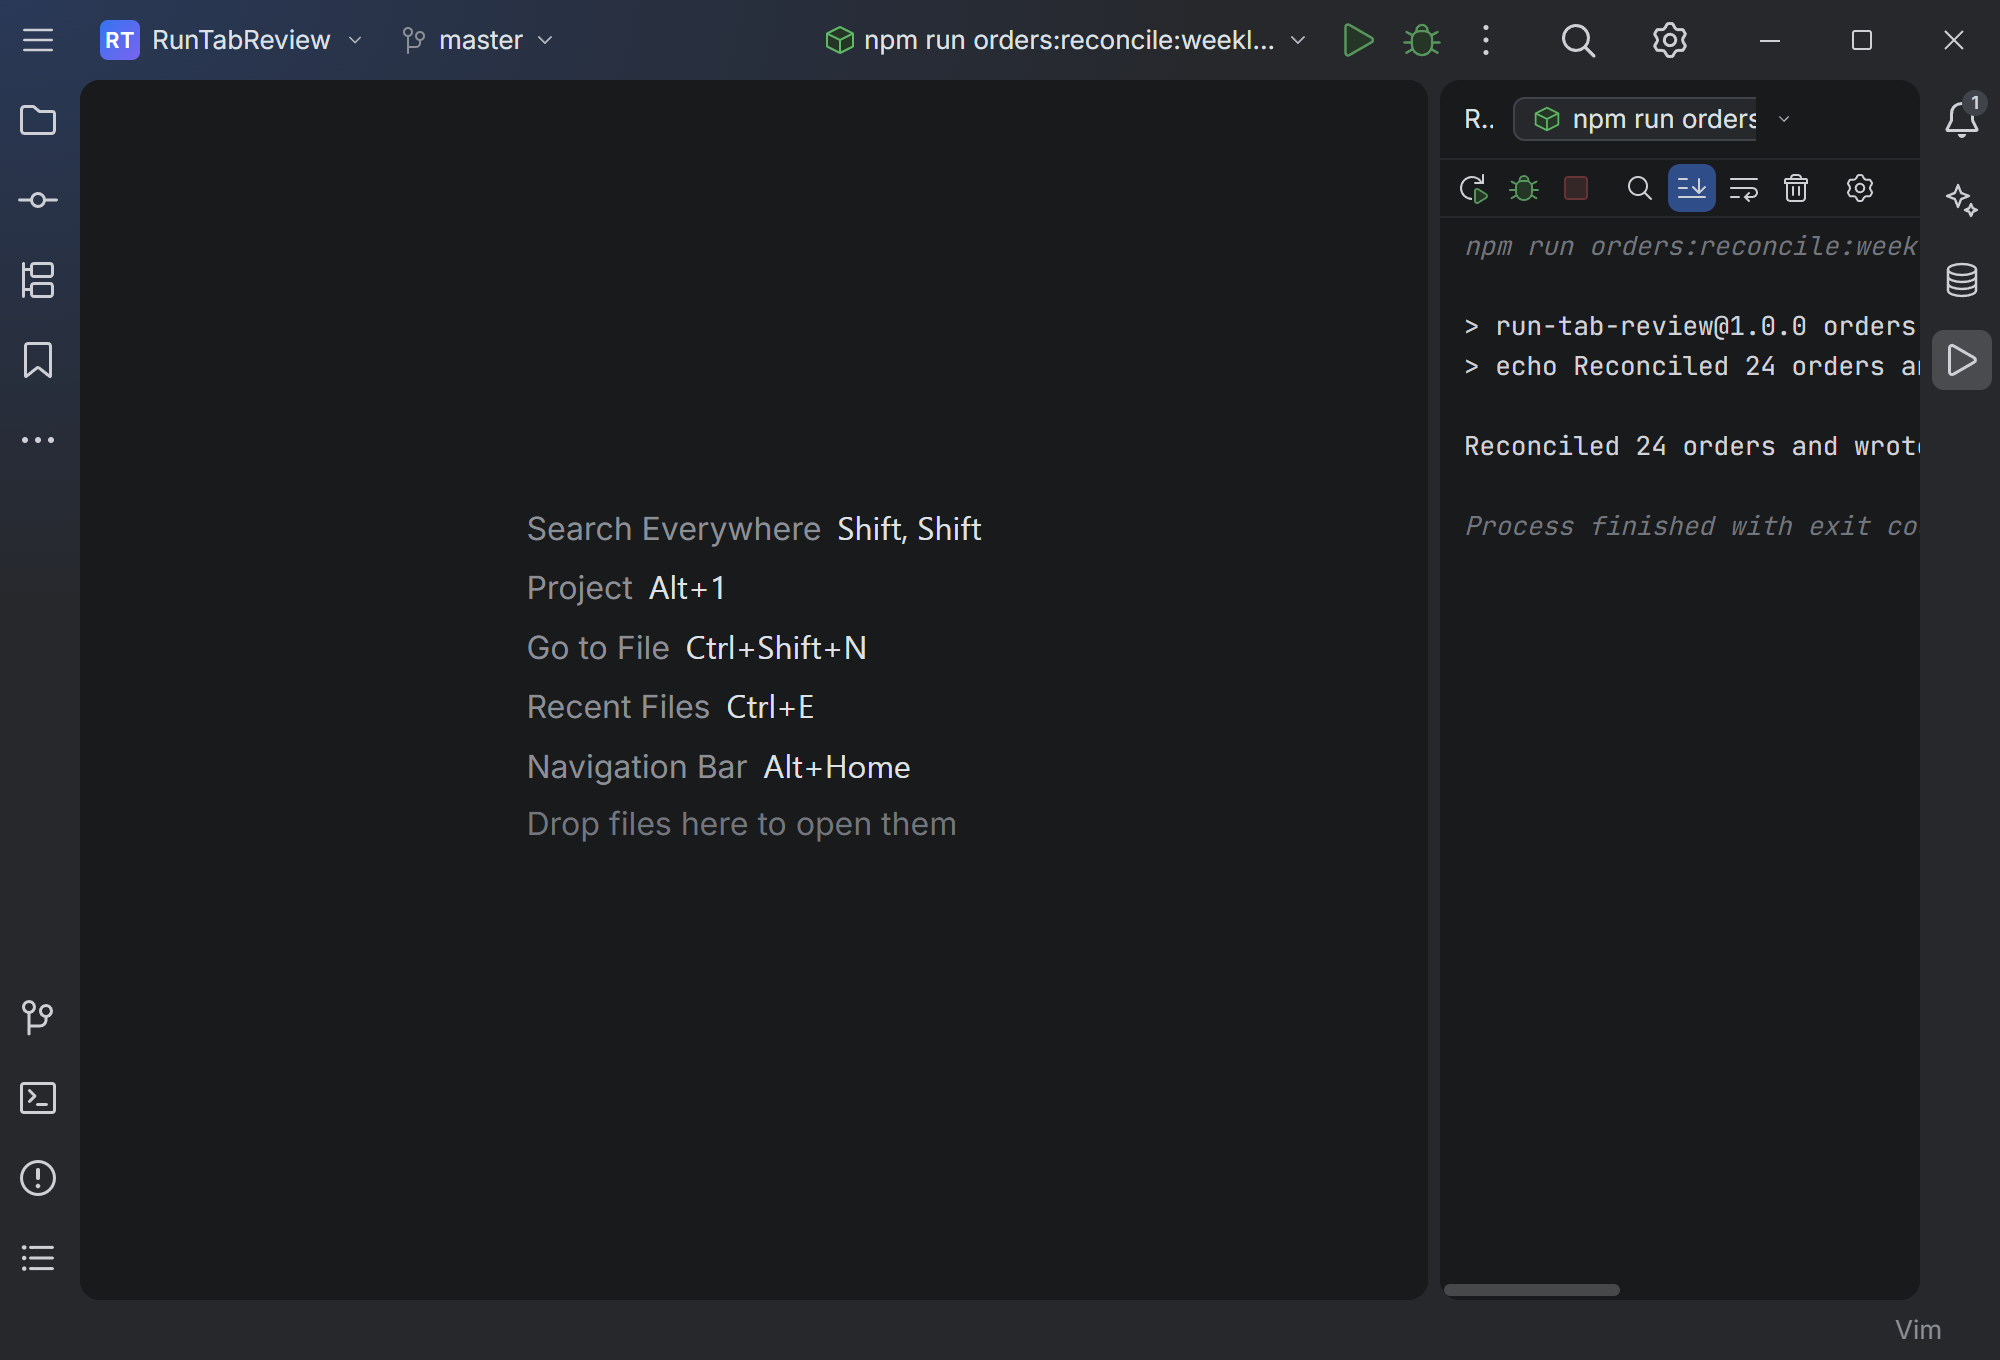 RT RunTabReview master npm run orders:reconcile:weekl...
R.. npm run orders
1
npm run orders:reconcile:week
> run-tab-review@1.0.0 orders
> echo Reconciled 24 orders
Reconciled 24 orders and wrote
Process finished with exit
Search Everywhere Shift, Shift
Project Alt+1
Go to File Ctrl+Shift+N
Recent Files Ctrl+E
Navigation Bar Alt+Home
Drop files here to open them
Vim